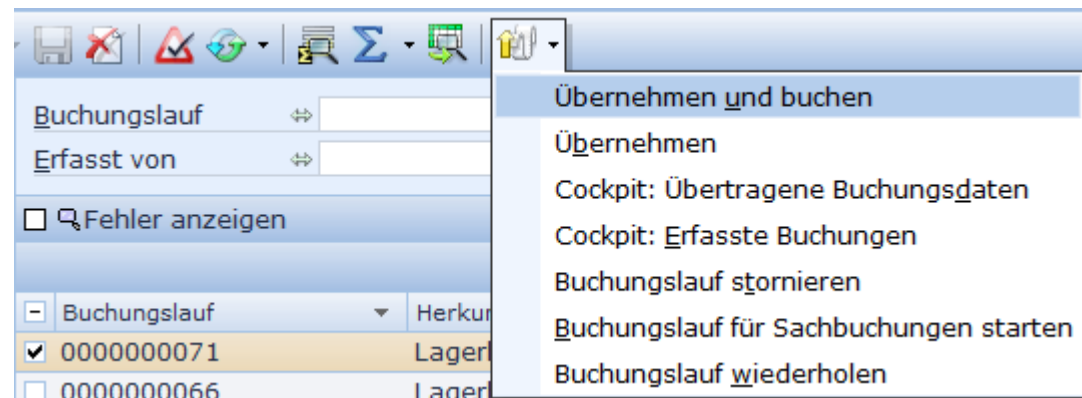 Buchungslauf
Erfasst von
Fehler anzeigen
Buchungslauf
0000000071
0000000066
Übernehmen und buchen
Übernehmen
Cockpit: Übertragene Buchungsdaten
Cockpit: Erfasste Buchungen
Buchungslauf stornieren
Buchungslauf für Sachbuchungen starten
Buchungslauf wiederholen